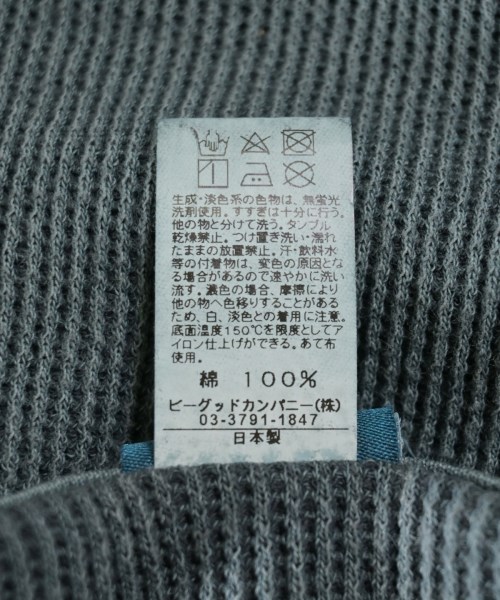 生成・淡色系の色物は、無蛍光
洗剤使用。すすぎは十分に行う。
他の物と分けて洗う。タンブル
乾燥禁止。つけ置き洗い・濡れ
たままの放置禁止。汗・飲料水
等の付着物は、変色の原因とな
る場合があるので速やかに洗い
流す。濃色の場合、摩擦により
他の物へ色移りすることがある
ため、白、淡色との着用に注意。
底面温度150℃を限度としてア
イロン仕上げができる。あて布
使用。
綿 100%
ビーグッドカンパニー(株)
03-3791-1847
日本製